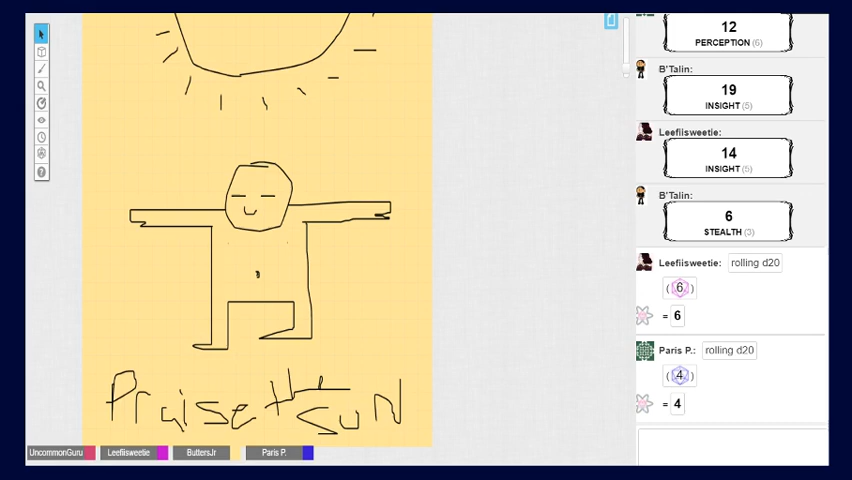 12
PERCEPTION (6)
B'Talin:
19
INSIGHT (5)
Leefiisweetie:
14
INSIGHT (5)
B'Talin:
6
STEALTH (3)
Leefiisweetie: rolling d20
(6)
= 6
Paris P.: rolling d20
(4)
= 4
Praise the SuN
UncommonGuru Leefiisweetie ButtersJr Paris P.